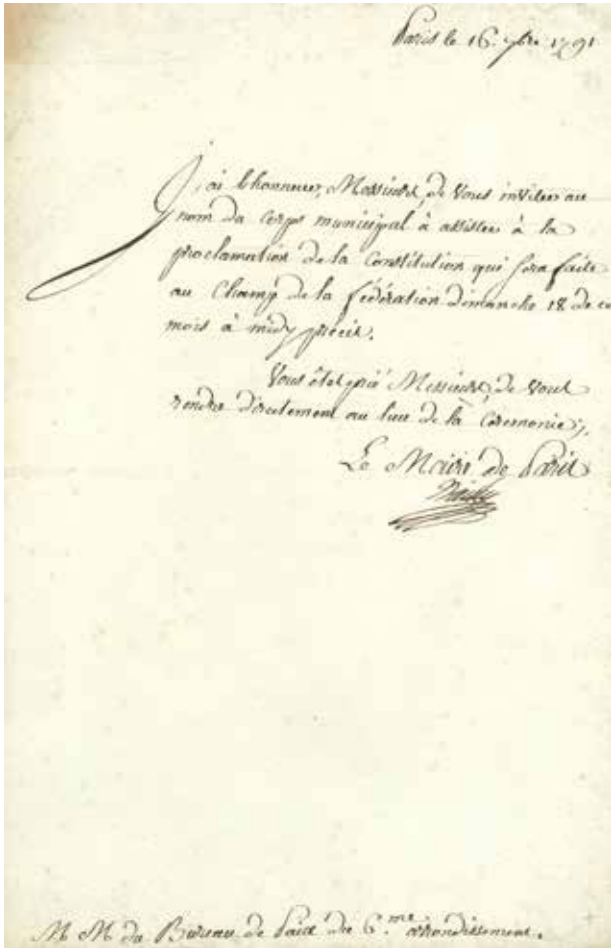 Paris le 16. 7bre 1791
J'ai l'honneur, Messieurs, de Vous inviter au
nom du Corps municipal à assister à la
proclamation de la Constitution qui sera faite
au Champ de la fédération dimanche 18 de ce
mois à midy précis.
Vous êtes prié Messieurs, de Vous
rendre directement au lieu de la Ceremonie;.
Le Maire de Paris
Bailly
M M du Bureau de Paix du 6.me arrondissement.